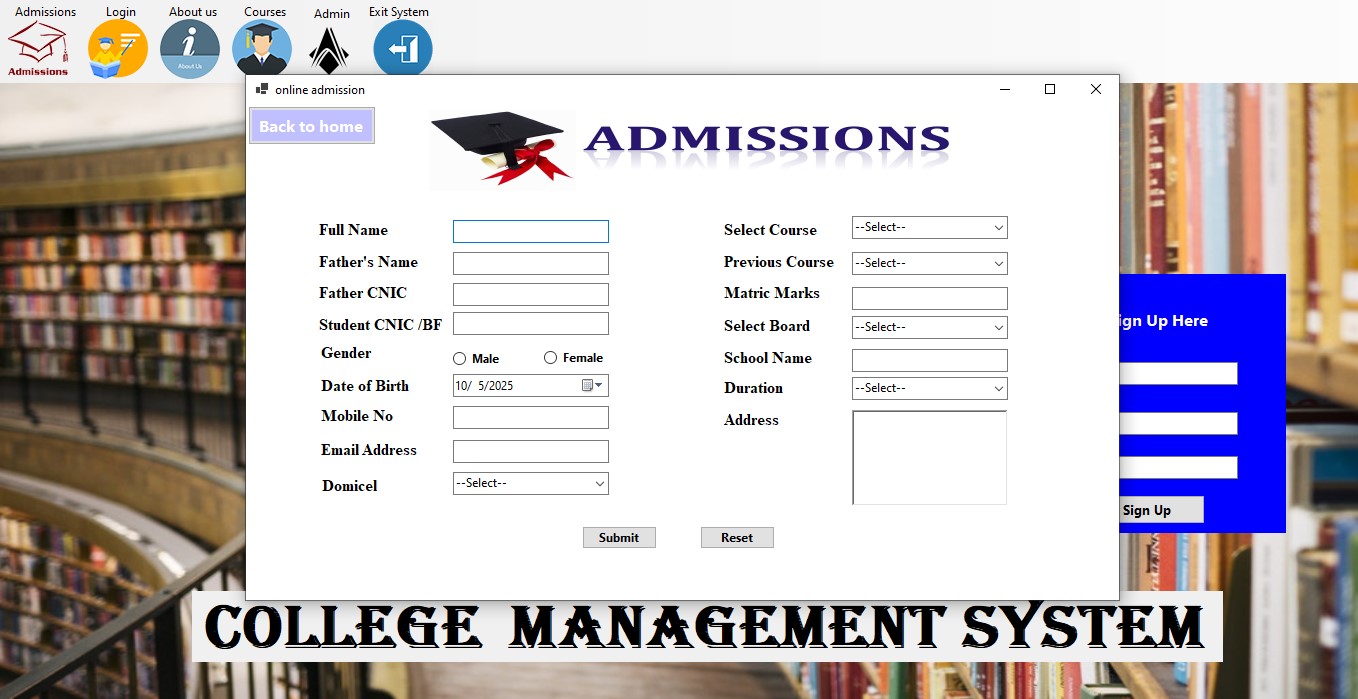 Admissions Login About us Courses Admin Exit System
Admissions
About Us
online admission
Back to home
ADMISSIONS
Full Name
Select Course --Select--
Father's Name
Previous Course --Select--
Father CNIC
Matric Marks
Student CNIC /BF
Select Board --Select--
ign Up Here
Gender Male Female
School Name
Date of Birth 10/ 5/2025
Duration --Select--
Mobile No
Address
Email Address
Domicel --Select--
Sign Up
Submit Reset
COLLEGE MANAGEMENT SYSTEM